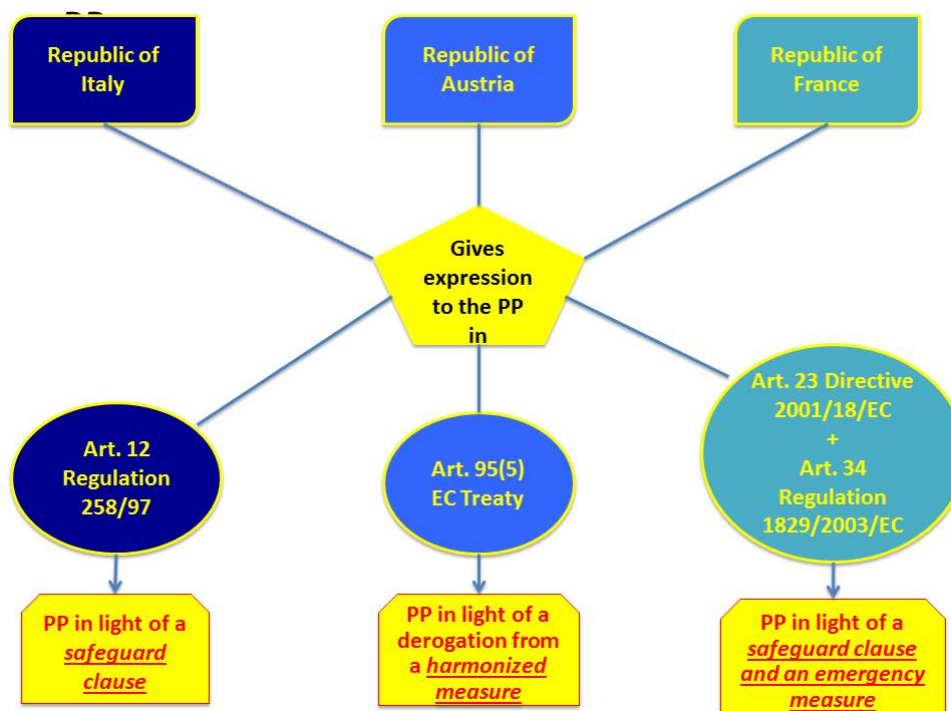 Republic of
Italy
Republic of
Austria
Republic of
France
Gives
expression
to the PP
in
Art. 12
Regulation
258/97
Art. 95(5)
EC Treaty
Art. 23 Directive
2001/18/EC
+
Art. 34
Regulation
1829/2003/EC
PP in light of a
safeguard
clause
PP in light of a
derogation from
a harmonized
measure
PP in light of a
safeguard clause
and an emergency
measure